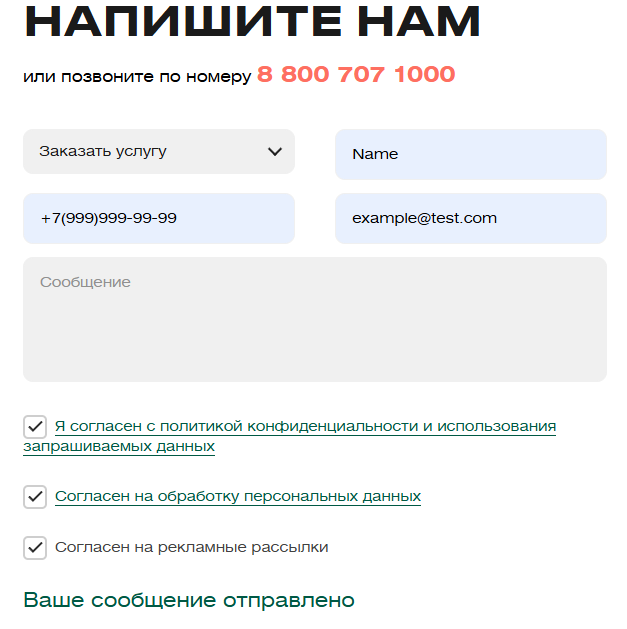 НАПИШИТЕ НАМ
или позвоните по номеру 8 800 707 1000
Заказать услугу
Name
+7(999)999-99-99
example@test.com
Сообщение
Я согласен с политикой конфиденциальности и использования
запрашиваемых данных
Согласен на обработку персональных данных
Согласен на рекламные рассылки
Ваше сообщение отправлено